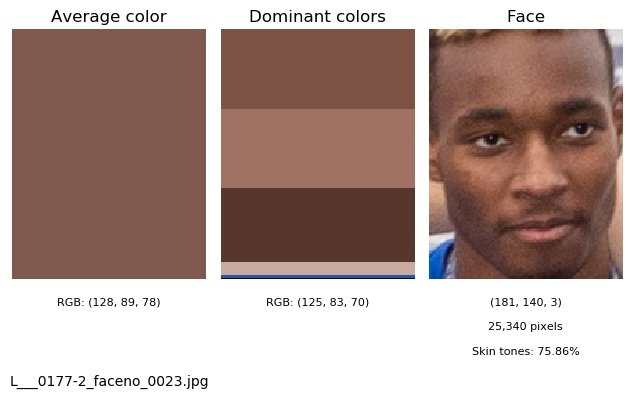 Average color
Dominant colors
Face
RGB: (128, 89, 78)
RGB: (125, 83, 70)
(181, 140, 3)
25,340 pixels
Skin tones: 75.86%
L___0177-2_faceno_0023.jpg